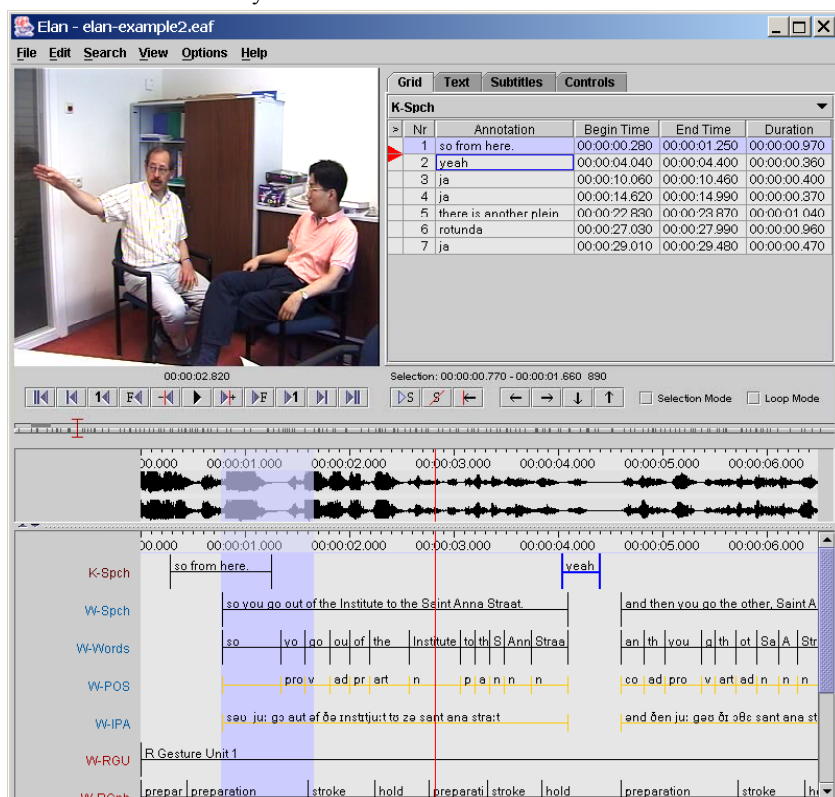 Elan - elan-example2.eaf
File Edit Search View Options Help
Grid Text Subtitles Controls
K-Spch
> Nr Annotation Begin Time End Time Duration
1 so from here. 00:00:00.280 00:00:01.250 00:00:00.970
2 yeah 00:00:04.040 00:00:04.400 00:00:00.360
3 ja 00:00:10.060 00:00:10.460 00:00:00.400
4 ja 00:00:14.620 00:00:14.990 00:00:00.370
5 there is another plein 00:00:22.830 00:00:23.870 00:00:01.040
6 rotunda 00:00:27.030 00:00:27.990 00:00:00.960
7 ja 00:00:29.010 00:00:29.480 00:00:00.470
00:00:02.820
Selection: 00:00:00.770 - 00:00:01.660 890
1 F F 1 S S Selection Mode Loop Mode
00.000 00:00:01.000 00:00:02.000 00:00:03.000 00:00:04.000 00:00:05.000 00:00:06.000
00.000 00:00:01.000 00:00:02.000 00:00:03.000 00:00:04.000 00:00:05.000 00:00:06.000
K-Spch so from here. yeah
W-Spch so you go out of the Institute to the Saint Anna Straat. and then you go the other, Saint A
W-Words so yo go ou of the Institute to th S Ann Straa an th you g th ot Sa A Str
W-POS pro v ad pr art n p a n n n co ad pro v art ad n n n
W-IPA səʊ juː gɔ aut əf ðə ɪnstɪtjuːt tʊ zə sant ana straːt ənd ðen juː gəʊ ðɪ sant ana st
W-RGU R Gesture Unit 1
W-RGph prepar preparation stroke hold preparati stroke hold preparation stroke